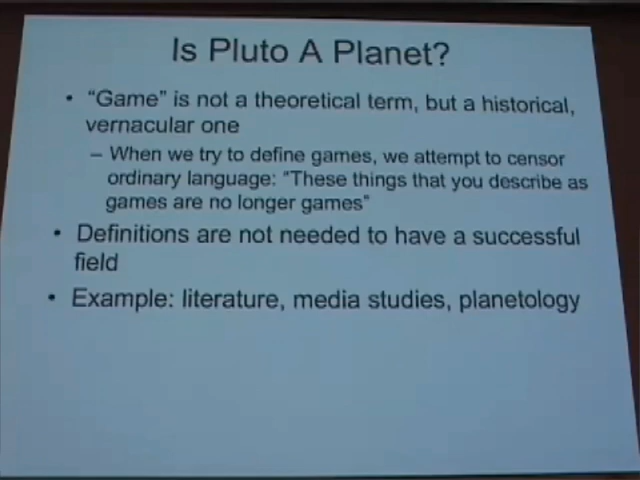 Is Pluto A Planet?
• “Game” is not a theoretical term, but a historical,
vernacular one
– When we try to define games, we attempt to censor
ordinary language: “These things that you describe as
games are no longer games”
• Definitions are not needed to have a successful
field
• Example: literature, media studies, planetology